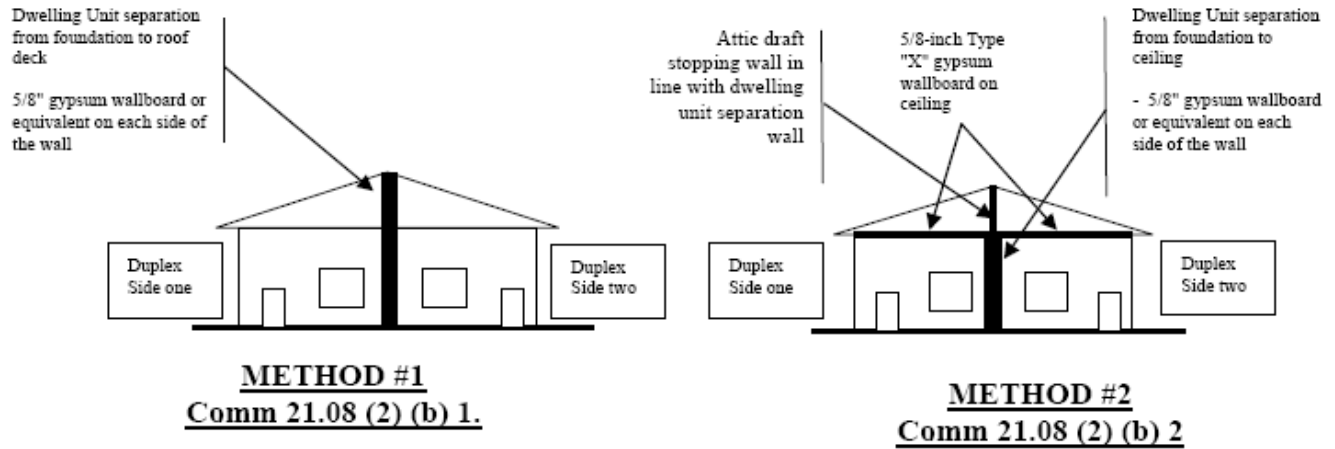 Dwelling Unit separation
from foundation to roof
deck
5/8" gypsum wallboard or
equivalent on each side of
the wall
Duplex
Side one
Duplex
Side two
METHOD #1
Comm 21.08 (2) (b) 1.
Attic draft
stopping wall in
line with dwelling
unit separation
wall
5/8-inch Type
"X" gypsum
wallboard on
ceiling
Dwelling Unit separation
from foundation to
ceiling
- 5/8" gypsum wallboard
or equivalent on each
side of the wall
Duplex
Side one
Duplex
Side two
METHOD #2
Comm 21.08 (2) (b) 2